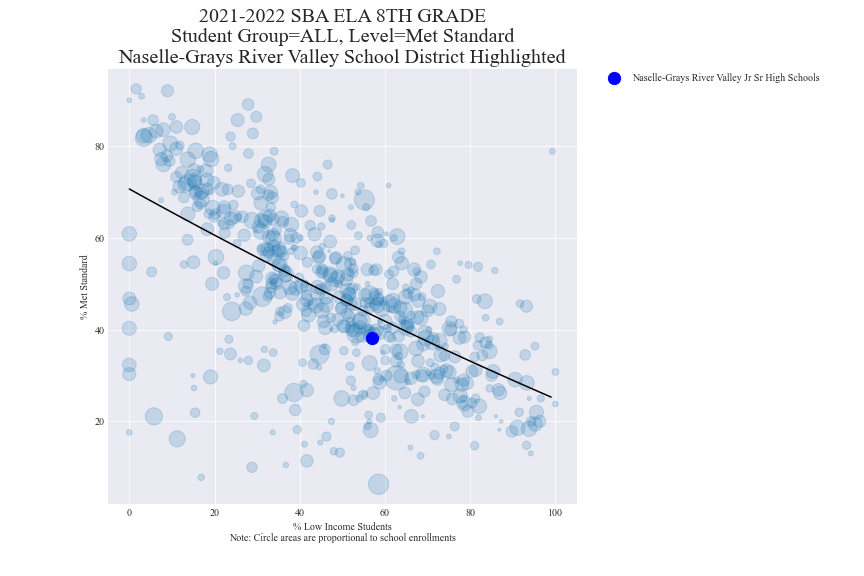 2021-2022 SBA ELA 8TH GRADE
Student Group=ALL, Level=Met Standard
Naselle-Grays River Valley School District Highlighted
Naselle-Grays River Valley Jr Sr High Schools
% Met Standard
80
60
40
20
0 20 40 60 80 100
% Low Income Students
Note: Circle areas are proportional to school enrollments